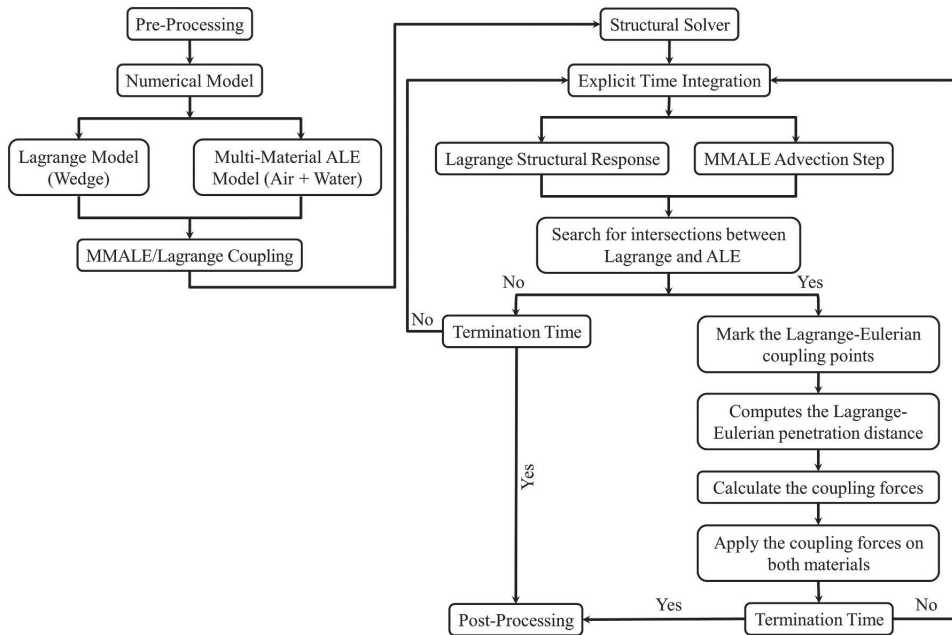 Pre-Processing
Numerical Model
Lagrange Model
(Wedge)
Multi-Material ALE
Model (Air + Water)
MMALE/Lagrange Coupling
Structural Solver
Explicit Time Integration
Lagrange Structural Response
MMALE Advection Step
Search for intersections between
Lagrange and ALE
No
Yes
No
Termination Time
Yes
Mark the Lagrange-Eulerian
coupling points
Computes the Lagrange-
Eulerian penetration distance
Calculate the coupling forces
Apply the coupling forces on
both materials
Termination Time
No
Yes
Post-Processing